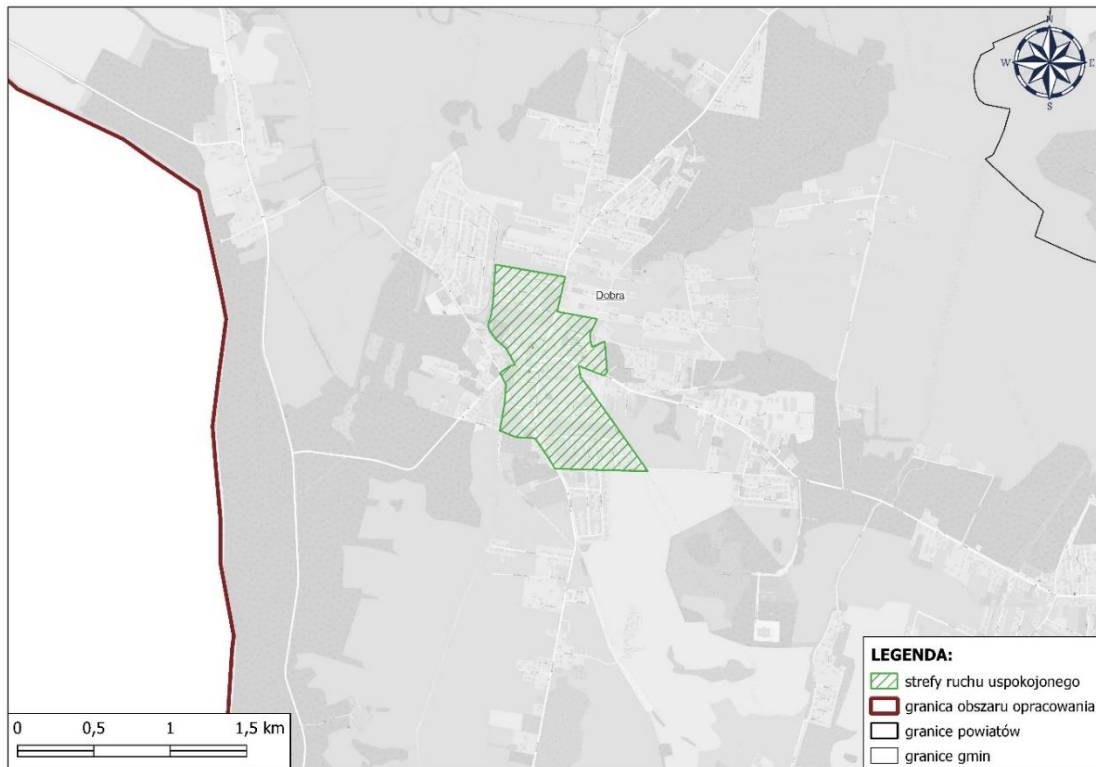 N
W E
S
Dobra
LEGENDA:
strefy ruchu uspokojonego
granica obszaru opracowania
granice powiatów
granice gmin
0 0,5 1 1,5 km